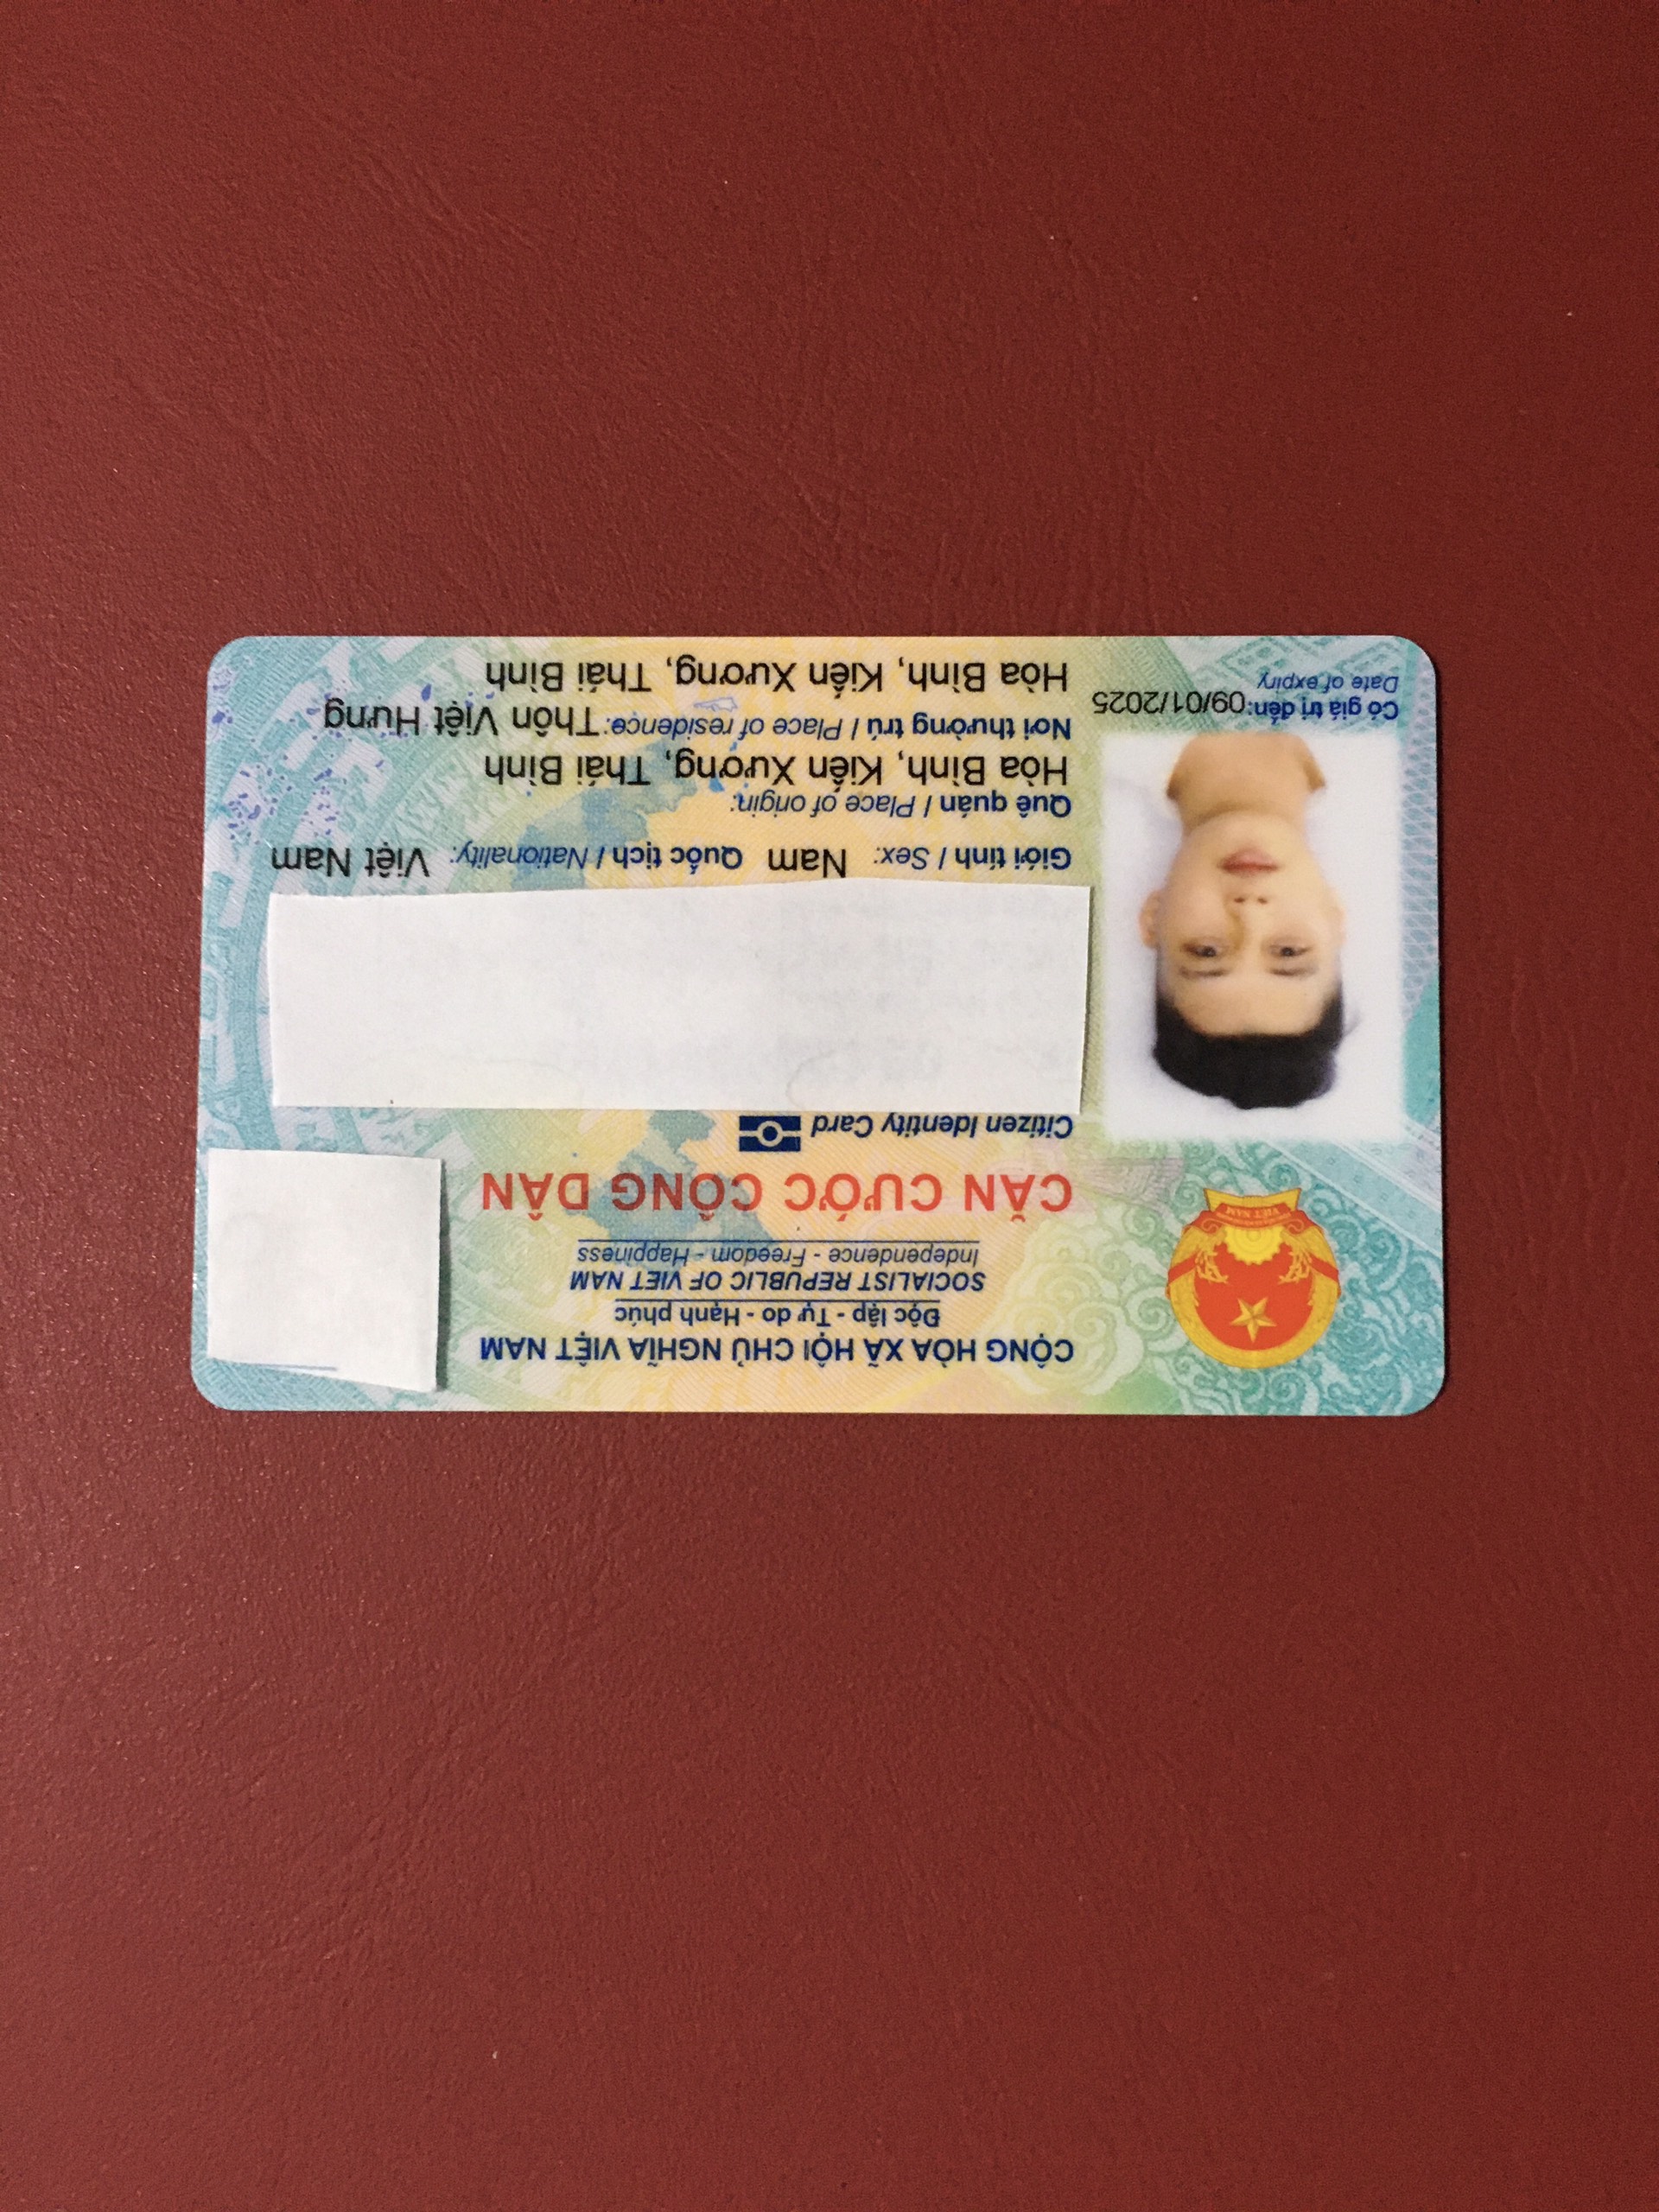 CỘNG HÒA XÃ HỘI CHỦ NGHĨA VIỆT NAM
Độc lập - Tự do - Hạnh phúc
SOCIALIST REPUBLIC OF VIET NAM
Independence - Freedom - Happiness
CĂN CƯỚC CÔNG DÂN
Citizen Identity Card
Giới tính / Sex: Nam Quốc tịch / Nationality: Việt Nam
Quê quán / Place of origin:
Hòa Bình, Kiến Xương, Thái Bình
Nơi thường trú / Place of residence: Thôn Việt Hưng
Hòa Bình, Kiến Xương, Thái Bình
Có giá trị đến: 09/01/2025
Date of expiry
VIỆT NAM